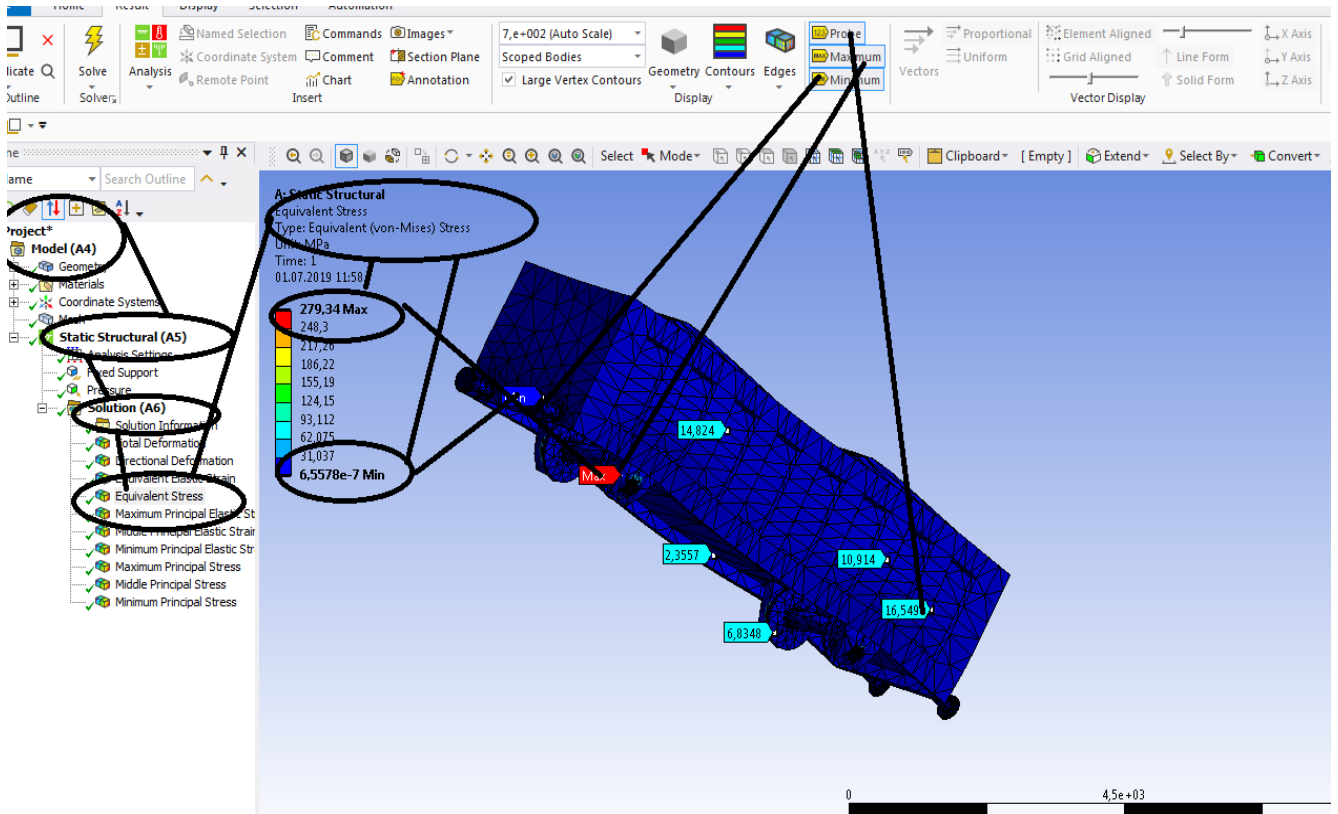 Home Result Display Selection Automation
Named Selection Commands Images 7,e+002 (Auto Scale) Probe Proportional Element Aligned X Axis
Coordinate System Comment Section Plane Scoped Bodies Maximum Uniform Grid Aligned Line Form Y Axis
licate Solve Analysis Remote Point Chart Annotation Large Vertex Contours Geometry Contours Edges Minimum Vectors Solid Form Z Axis
Outline Solver Insert Display Vector Display
Select Mode Clipboard [ Empty ] Extend Select By Convert
Name Search Outline
Project*
Model (A4)
Geometry
Materials
Coordinate Systems
Mesh
Static Structural (A5)
Analysis Settings
Fixed Support
Pressure
Solution (A6)
Solution Information
Total Deformation
Directional Deformation
Equivalent Elastic Strain
Equivalent Stress
Maximum Principal Elastic St
Middle Principal Elastic Strain
Minimum Principal Elastic Str
Maximum Principal Stress
Middle Principal Stress
Minimum Principal Stress
A: Static Structural
Equivalent Stress
Type: Equivalent (von-Mises) Stress
Unit: MPa
Time: 1
01.07.2019 11:58
279,34 Max
248,3
217,26
186,22
155,19
124,15
93,112
62,075
31,037
6,5578e-7 Min
14,824
Max
2,3557
10,914
16,549
6,8348
0 4,5e+03